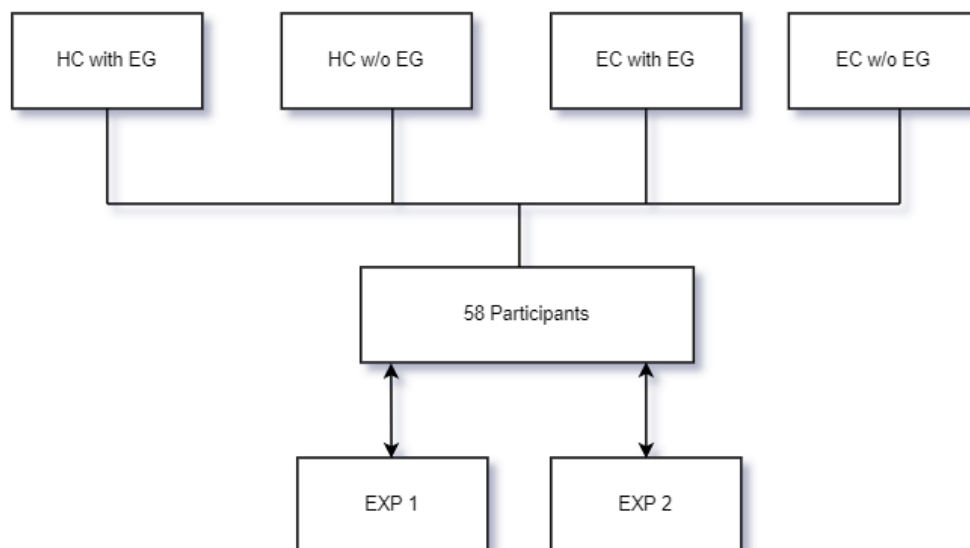 HC with EG
HC w/o EG
EC with EG
EC w/o EG
58 Participants
EXP 1
EXP 2